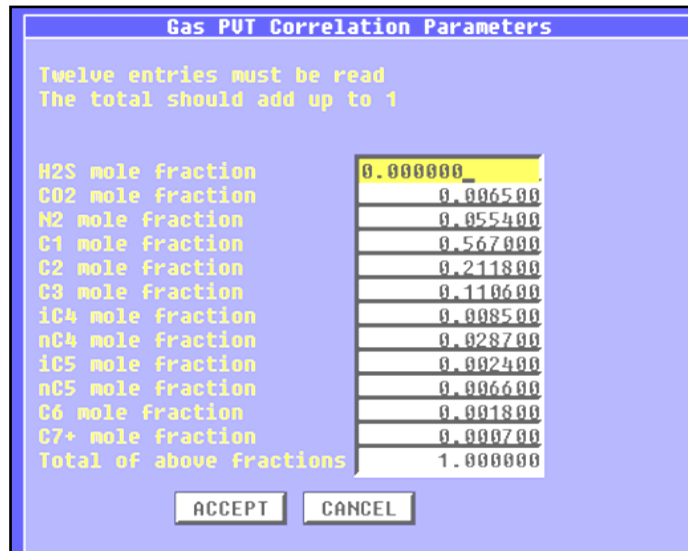 Gas PVT Correlation Parameters
Twelve entries must be read
The total should add up to 1
H2S mole fraction 0.000000_
CO2 mole fraction 0.006500
N2 mole fraction 0.055400
C1 mole fraction 0.567000
C2 mole fraction 0.211800
C3 mole fraction 0.110600
iC4 mole fraction 0.008500
nC4 mole fraction 0.028700
iC5 mole fraction 0.002400
nC5 mole fraction 0.006600
C6 mole fraction 0.001800
C7+ mole fraction 0.000700
Total of above fractions 1.000000
ACCEPT CANCEL